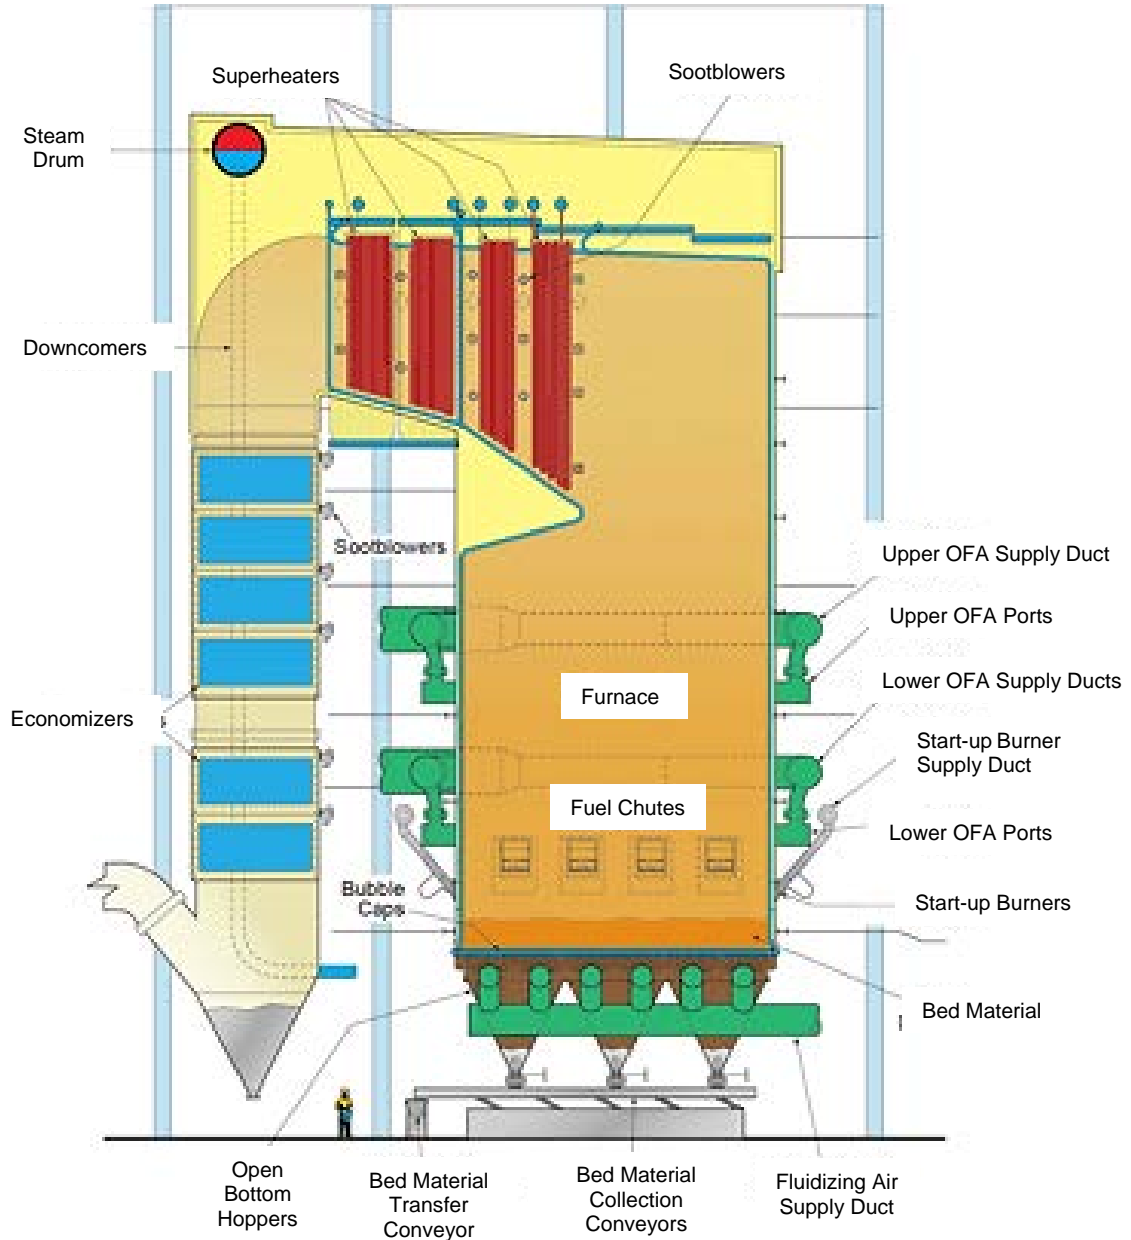 Superheaters
Sootblowers
Steam
Drum
Downcomers
Sootblowers
Upper OFA Supply Duct
Upper OFA Ports
Furnace
Lower OFA Supply Ducts
Economizers
Start-up Burner
Supply Duct
Fuel Chutes
Lower OFA Ports
Bubble
Caps
Start-up Burners
Bed Material
Open
Bottom
Hoppers
Bed Material
Transfer
Conveyor
Bed Material
Collection
Conveyors
Fluidizing Air
Supply Duct